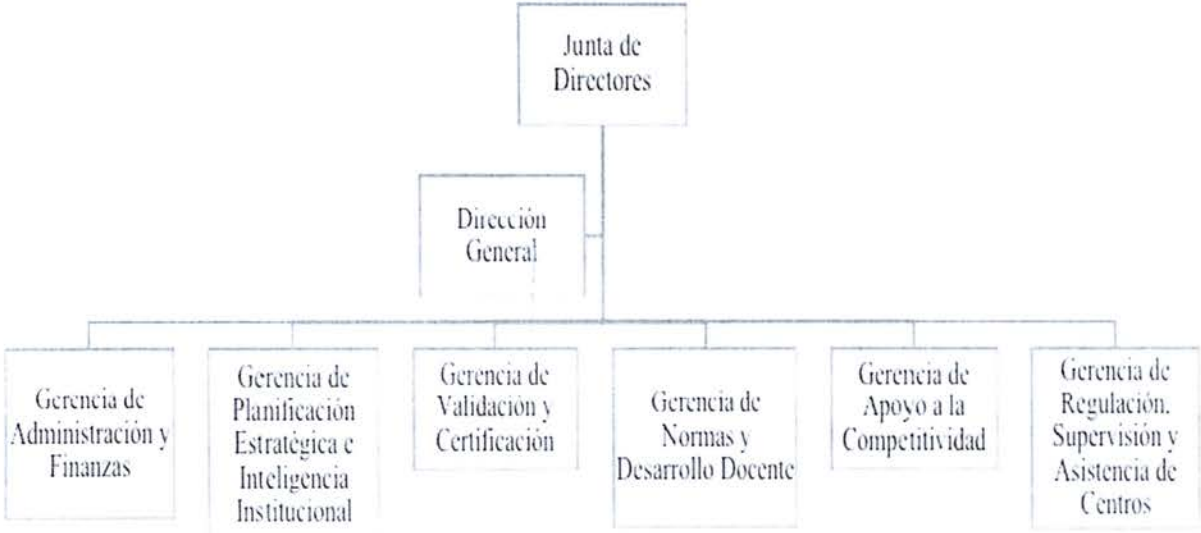 Junta de
Directores
Dirección
General
Gerencia de
Administración y
Finanzas
Gerencia de
Planificación
Estratégica e
Inteligencia
Institucional
Gerencia de
Validación y
Certificación
Gerencia de
Normas y
Desarrollo Docente
Gerencia de
Apoyo a la
Competitividad
Gerencia de
Regulación.
Supervisión y
Asistencia de
Centros